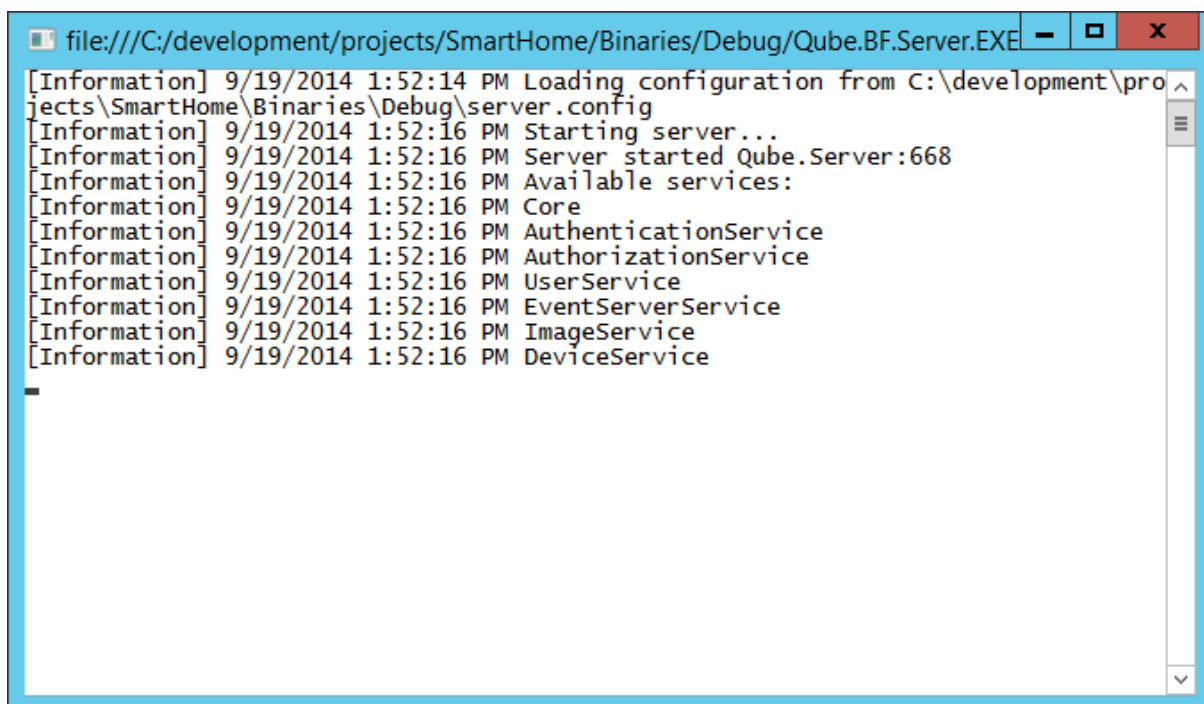 file:///C:/development/projects/SmartHome/Binaries/Debug/Qube.BF.Server.EXE
[Information] 9/19/2014 1:52:14 PM Loading configuration from C:\development\pro
jects\SmartHome\Binaries\Debug\server.config
[Information] 9/19/2014 1:52:16 PM Starting server...
[Information] 9/19/2014 1:52:16 PM Server started Qube.Server:668
[Information] 9/19/2014 1:52:16 PM Available services:
[Information] 9/19/2014 1:52:16 PM Core
[Information] 9/19/2014 1:52:16 PM AuthenticationService
[Information] 9/19/2014 1:52:16 PM AuthorizationService
[Information] 9/19/2014 1:52:16 PM UserService
[Information] 9/19/2014 1:52:16 PM EventServerService
[Information] 9/19/2014 1:52:16 PM ImageService
[Information] 9/19/2014 1:52:16 PM DeviceService